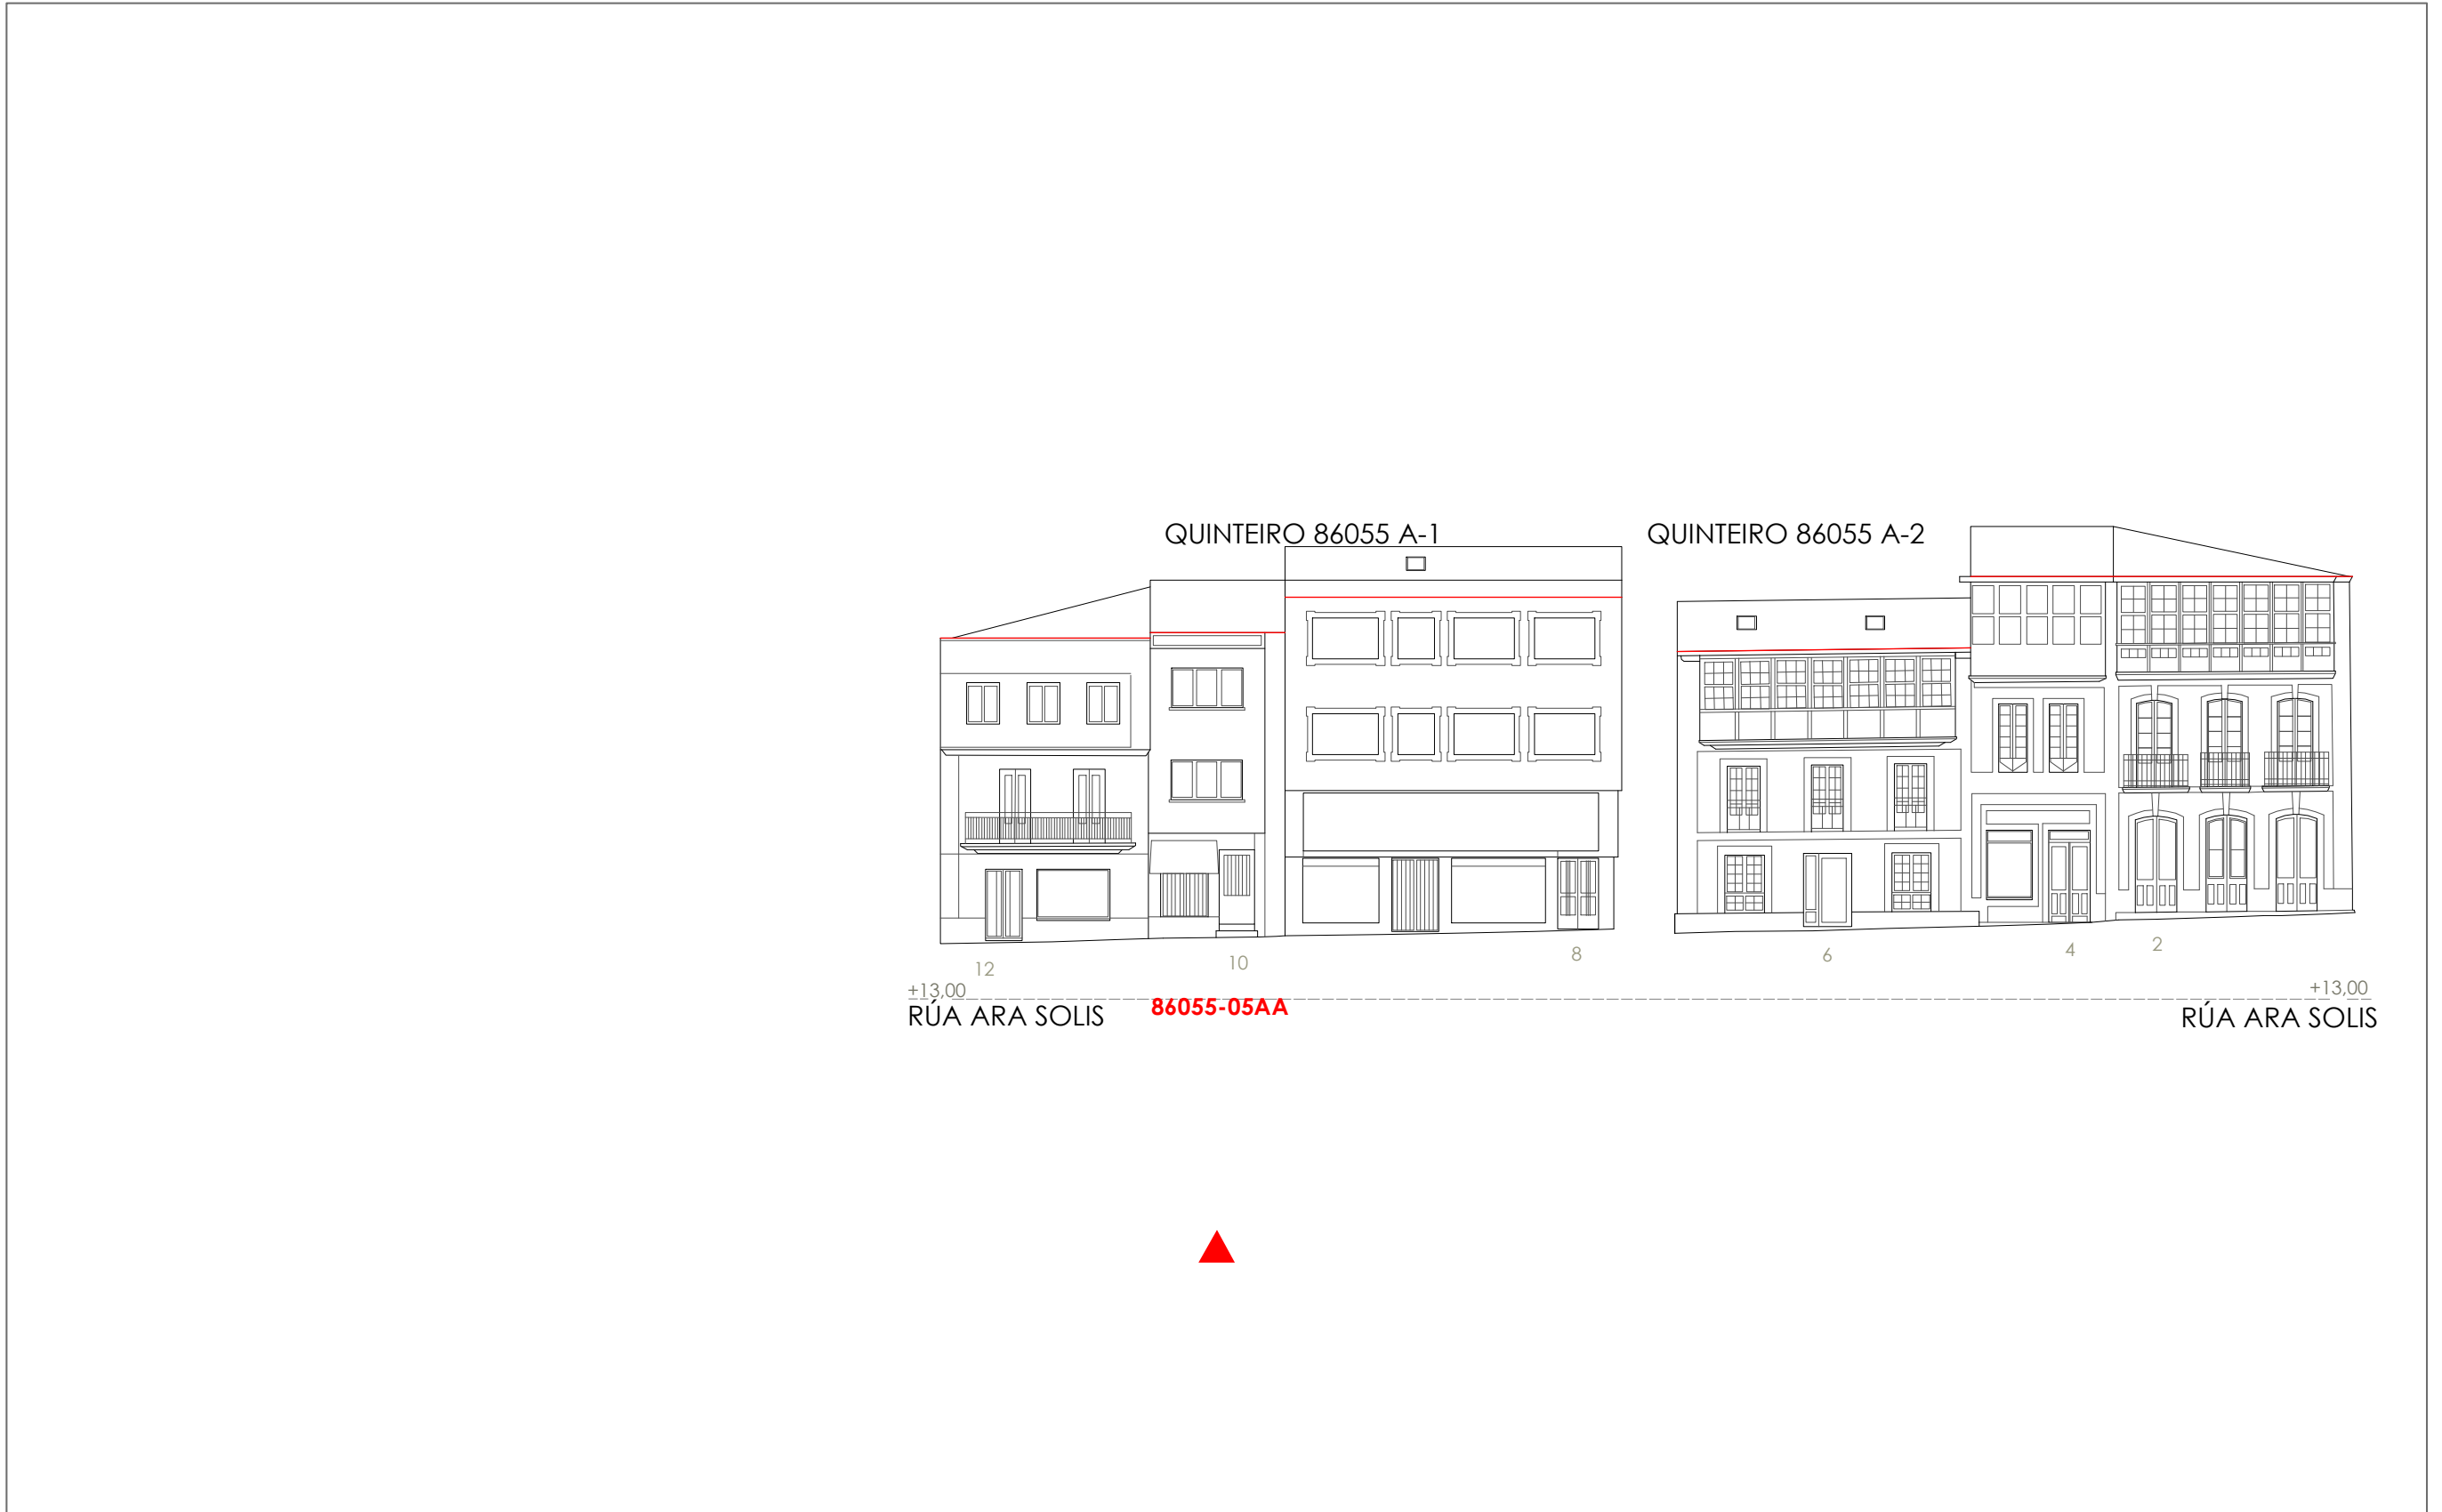 QUINTEIRO 86055 A-1
QUINTEIRO 86055 A-2
12
10
8
6
4
2
+13,00
+13,00
RÚA ARA SOLIS
86055-05AA
RÚA ARA SOLIS